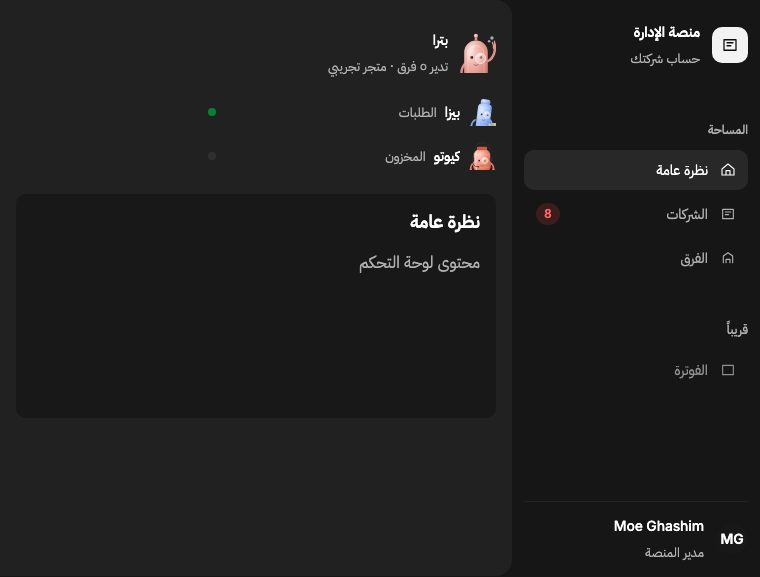 منصة الإدارة
حساب شركتك
المساحة
نظرة عامة
الشركات
8
الفرق
قريباً
الفوترة
Moe Ghashim
MG
مدير المنصة
بترا
تدير ٥ فرق · متجر تجريبي
بيزا الطلبات
كيوتو المخزون
نظرة عامة
محتوى لوحة التحكم